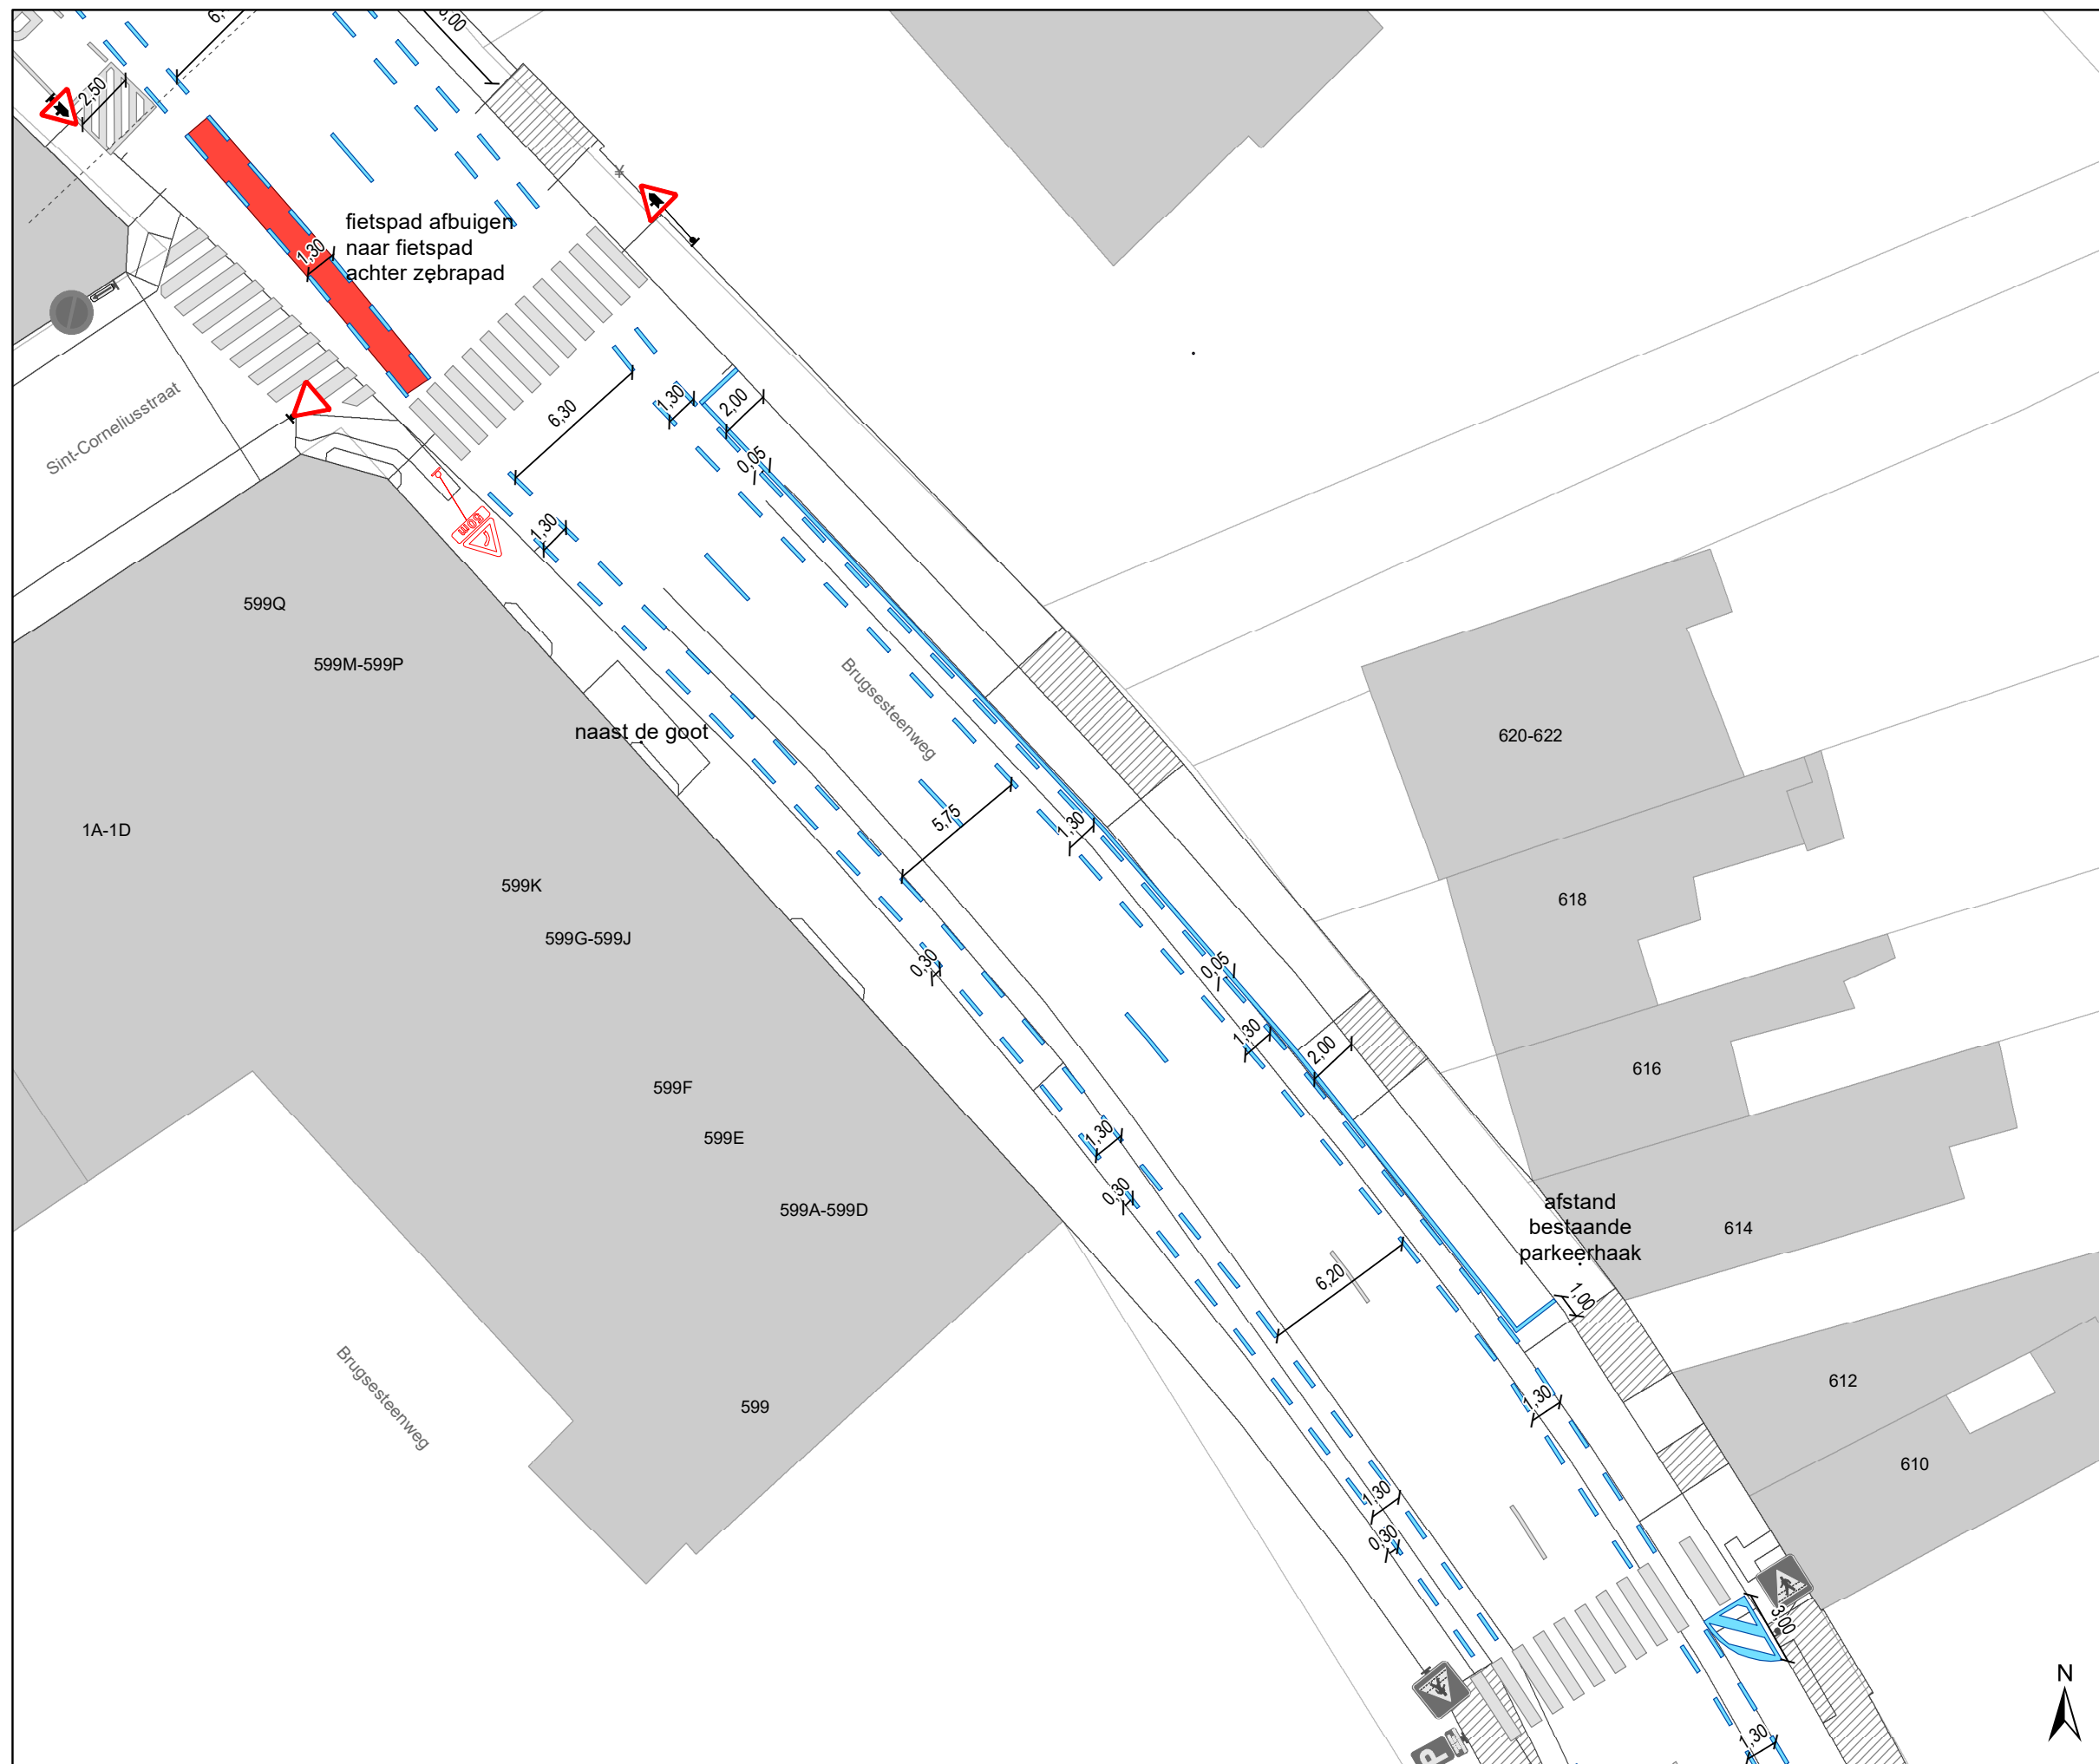 5,00
2,50
fietspad afbuigen
naar fietspad
achter zebrapad
1,30
Sint-Corneliusstraat
6,30
1,30
2,00
0,05
60m
1,30
599Q
599M-599P
naast de goot
Brugsesteenweg
620-622
1A-1D
5,75
1,30
599K
618
599G-599J
0,30
0,05
1,30
2,00
616
599F
599E
1,30
0,30
599A-599D
afstand
bestaande
parkeerhaak
614
6,20
1,00
Brugsesteenweg
612
599
1,30
610
1,30
0,30
3,00
N
P
1,30